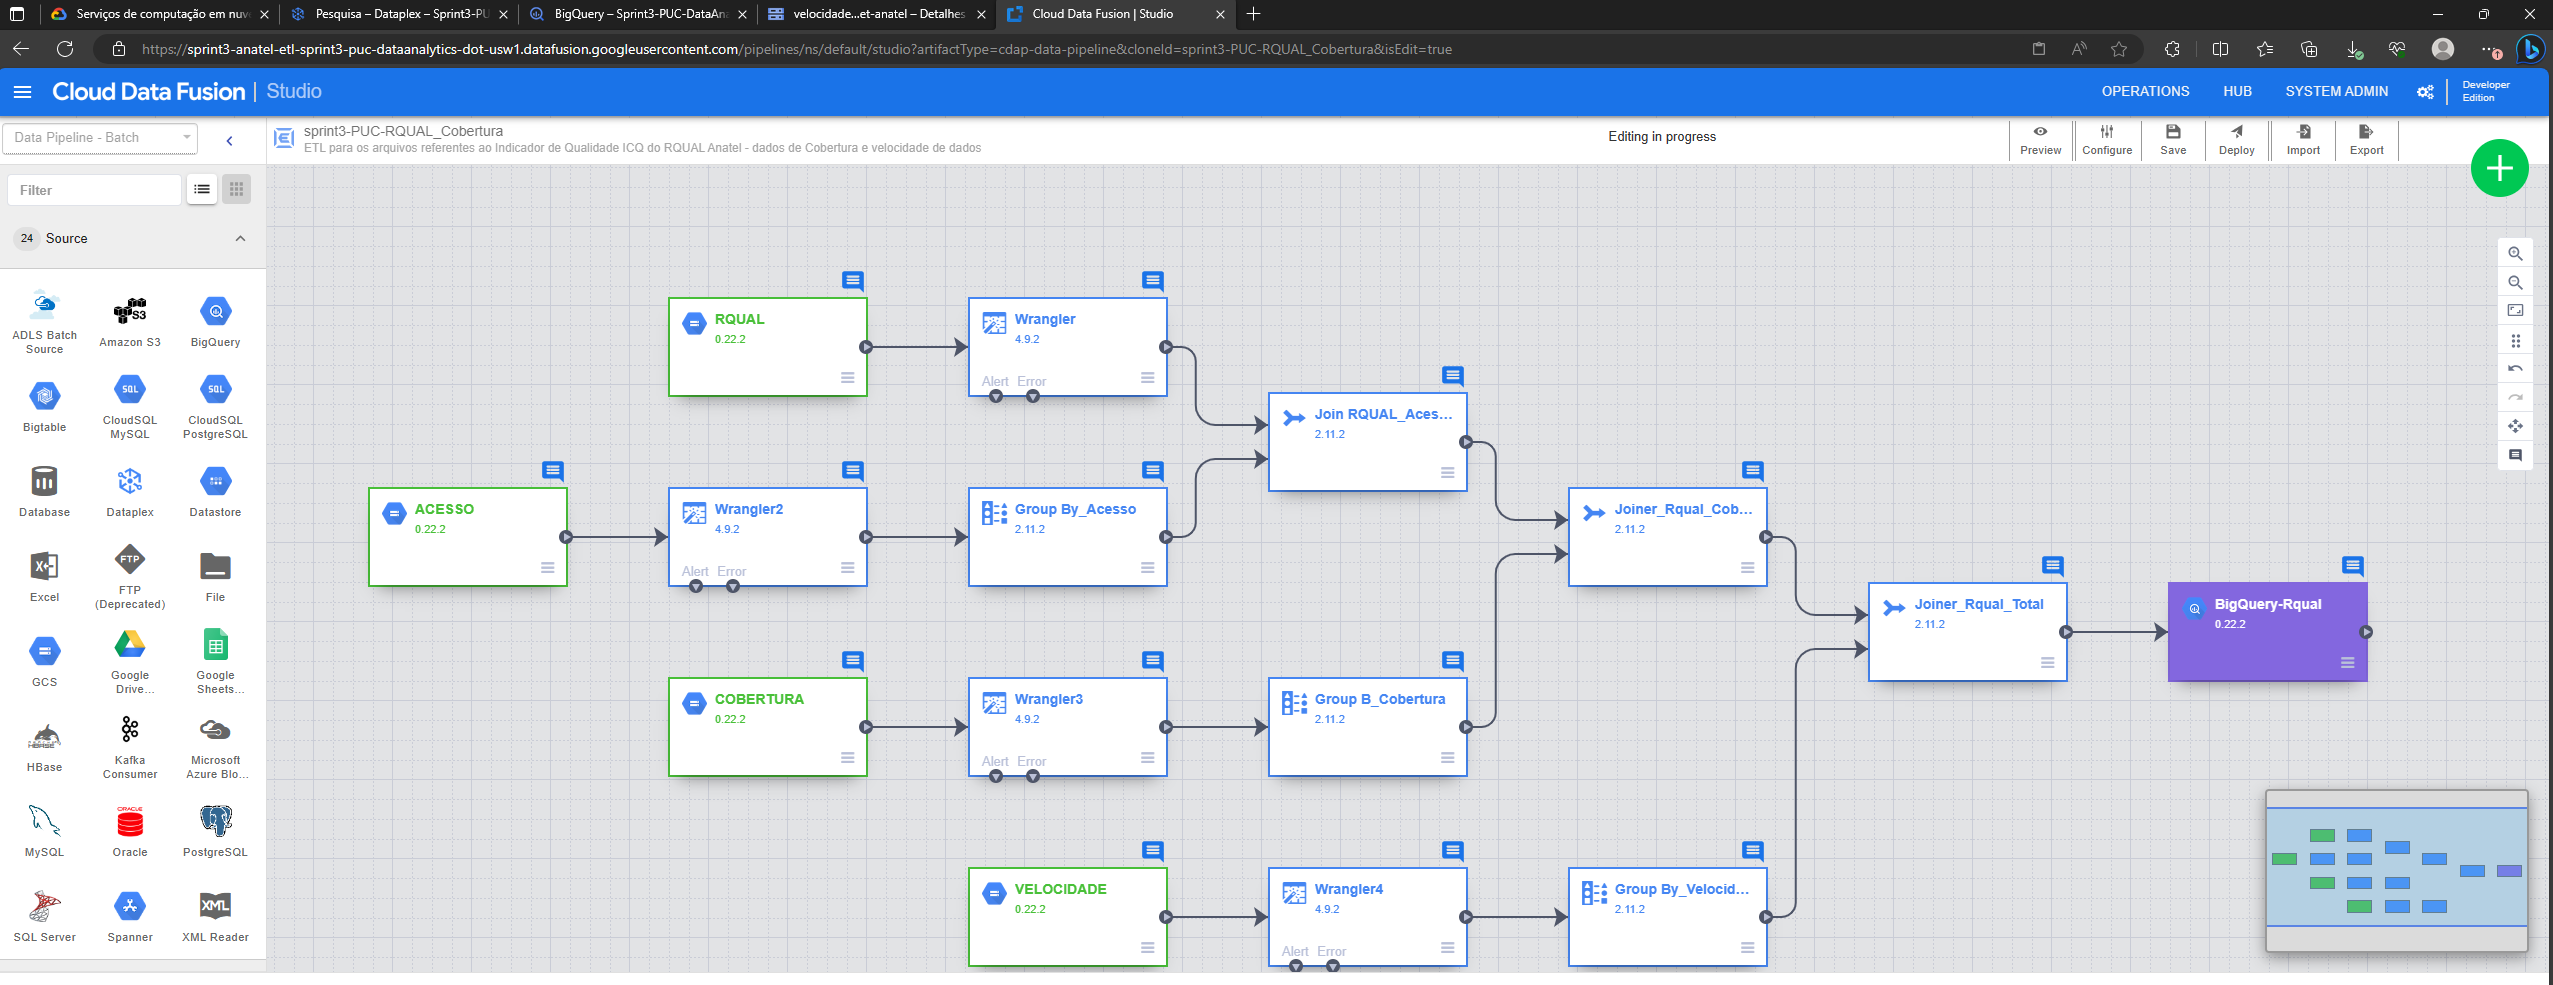 Serviços de computação em nuv
Pesquisa – Dataplex – Sprint3-PU
BigQuery – Sprint3-PUC-DataAna
velocidade...et-anatel – Detalhes
Cloud Data Fusion | Studio
https://sprint3-anatel-etl-sprint3-puc-dataanalytics-dot-usw1.datafusion.googleusercontent.com/pipelines/ns/default/studio?artifactType=cdap-data-pipeline&cloneId=sprint3-PUC-RQUAL_Cobertura&isEdit=true
Cloud Data Fusion | Studio
OPERATIONS
HUB
SYSTEM ADMIN
Developer
Edition
Data Pipeline - Batch
sprint3-PUC-RQUAL_Cobertura
ETL para os arquivos referentes ao Indicador de Qualidade ICQ do RQUAL Anatel - dados de Cobertura e velocidade de dados
Editing in progress
Preview
Configure
Save
Deploy
Import
Export
Filter
24 Source
ADLS Batch
Source
Amazon S3
BigQuery
Bigtable
CloudSQL
MySQL
CloudSQL
PostgreSQL
Database
Dataplex
Datastore
Excel
FTP
(Deprecated)
File
GCS
Google
Drive...
Google
Sheets...
HBase
Kafka
Consumer
Microsoft
Azure Blo...
MySQL
Oracle
PostgreSQL
SQL Server
Spanner
XML Reader
RQUAL
0.22.2
Wrangler
4.9.2
Alert Error
Join RQUAL_Aces...
2.11.2
ACESSO
0.22.2
Wrangler2
4.9.2
Alert Error
Group By_Acesso
2.11.2
Joiner_Rqual_Cob...
2.11.2
Joiner_Rqual_Total
2.11.2
BigQuery-Rqual
0.22.2
COBERTURA
0.22.2
Wrangler3
4.9.2
Alert Error
Group B_Cobertura
2.11.2
VELOCIDADE
0.22.2
Wrangler4
4.9.2
Alert Error
Group By_Velocid...
2.11.2